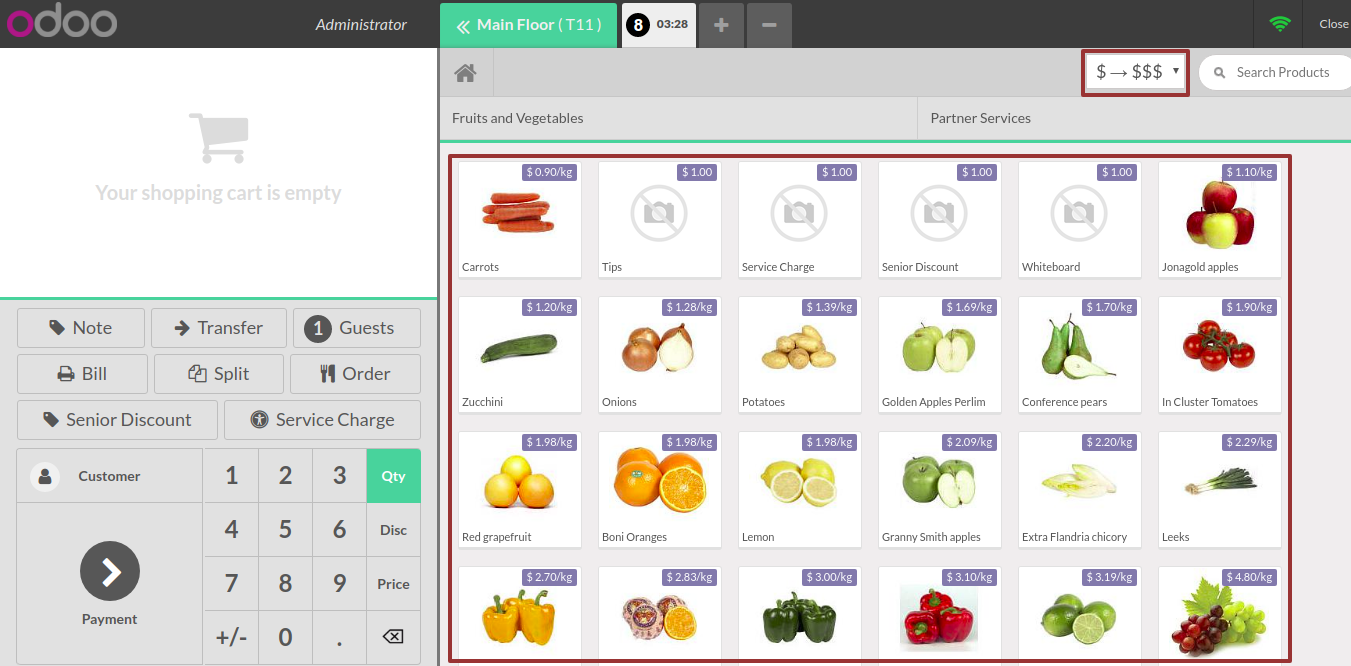 odoo
Administrator
Main Floor ( T11 )
8 03:28
+
−
Close
$ → $$$
Search Products
Fruits and Vegetables
Partner Services
Your shopping cart is empty
$ 0.90/kg
Carrots
$ 1.00
Tips
$ 1.00
Service Charge
$ 1.00
Senior Discount
$ 1.00
Whiteboard
$ 1.10/kg
Jonagold apples
$ 1.20/kg
Zucchini
$ 1.28/kg
Onions
$ 1.39/kg
Potatoes
$ 1.69/kg
Golden Apples Perlim
$ 1.70/kg
Conference pears
$ 1.90/kg
In Cluster Tomatoes
$ 1.98/kg
Red grapefruit
$ 1.98/kg
Boni Oranges
$ 1.98/kg
Lemon
$ 2.09/kg
Granny Smith apples
$ 2.20/kg
Extra Flandria chicory
$ 2.29/kg
Leeks
$ 2.70/kg
$ 2.83/kg
$ 3.00/kg
$ 3.10/kg
$ 3.19/kg
$ 4.80/kg
Note
Transfer
1 Guests
Bill
Split
Order
Senior Discount
Service Charge
Customer
Payment
1 2 3 Qty
4 5 6 Disc
7 8 9 Price
+/- 0 .